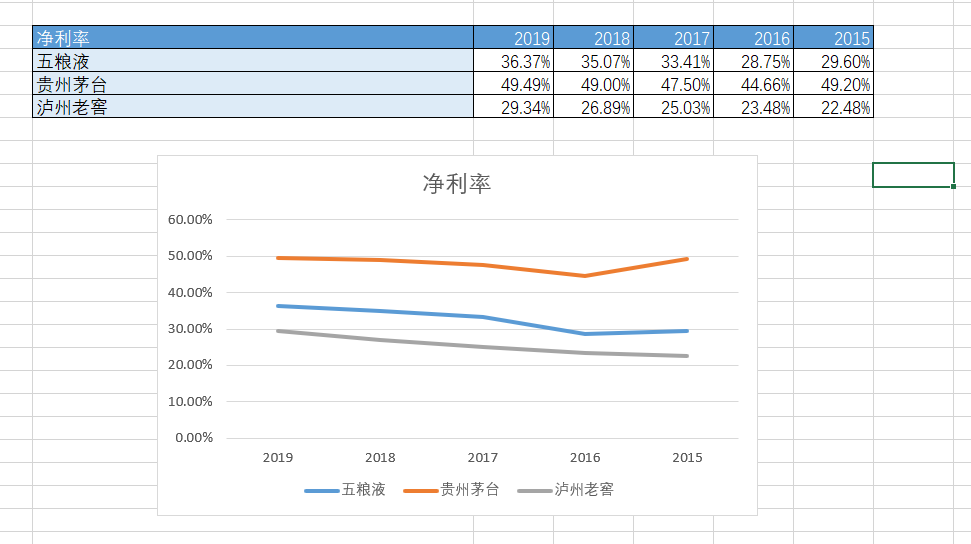 净利率 2019 2018 2017 2016 2015
五粮液 36.37% 35.07% 33.41% 28.75% 29.60%
贵州茅台 49.49% 49.00% 47.50% 44.66% 49.20%
泸州老窖 29.34% 26.89% 25.03% 23.48% 22.48%
净利率
60.00%
50.00%
40.00%
30.00%
20.00%
10.00%
0.00%
2019 2018 2017 2016 2015
五粮液 贵州茅台 泸州老窖